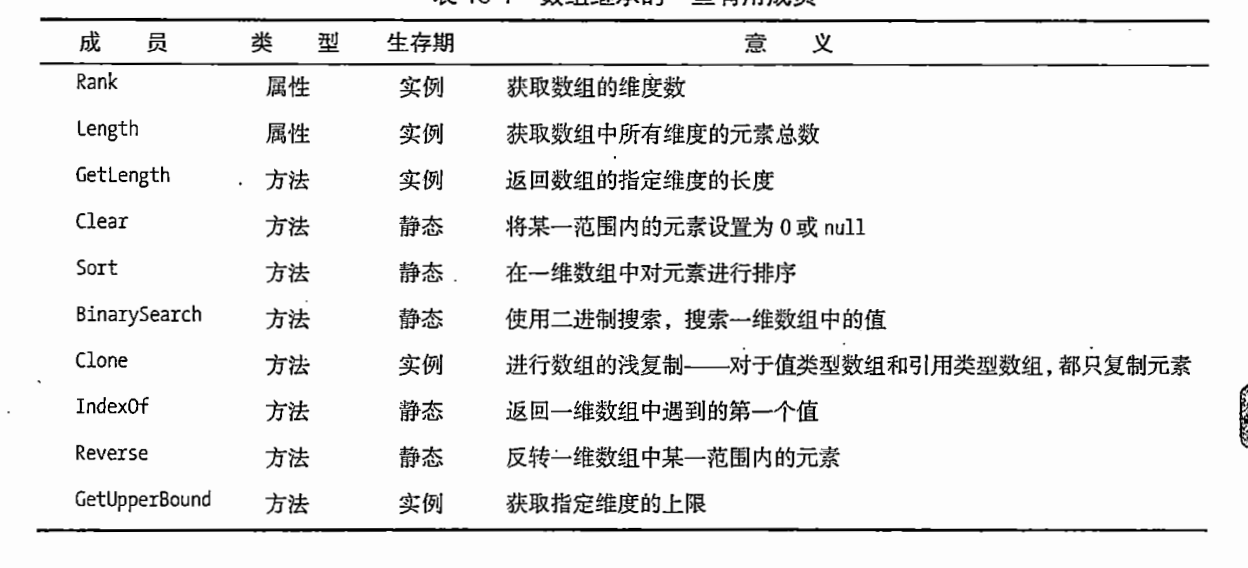 成 员 类 型 生存期 意 义
Rank 属性 实例 获取数组的维度数
Length 属性 实例 获取数组中所有维度的元素总数
GetLength 方法 实例 返回数组的指定维度的长度
Clear 方法 静态 将某一范围内的元素设置为0或null
Sort 方法 静态 在一维数组中对元素进行排序
BinarySearch 方法 静态 使用二进制搜索，搜索一维数组中的值
Clone 方法 实例 进行数组的浅复制——对于值类型数组和引用类型数组，都只复制元素
IndexOf 方法 静态 返回一维数组中遇到的第一个值
Reverse 方法 静态 反转一维数组中某一范围内的元素
GetUpperBound 方法 实例 获取指定维度的上限